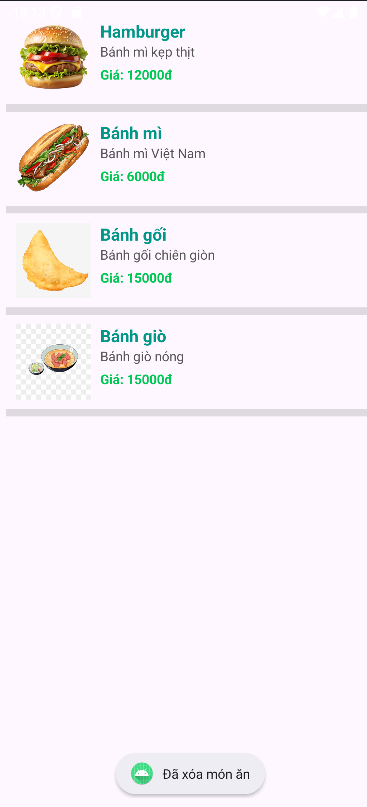 Hamburger
Bánh mì kẹp thịt
Giá: 12000đ
Bánh mì
Bánh mì Việt Nam
Giá: 6000đ
Bánh gối
Bánh gối chiên giòn
Giá: 15000đ
Bánh giò
Bánh giò nóng
Giá: 15000đ
Đã xóa món ăn